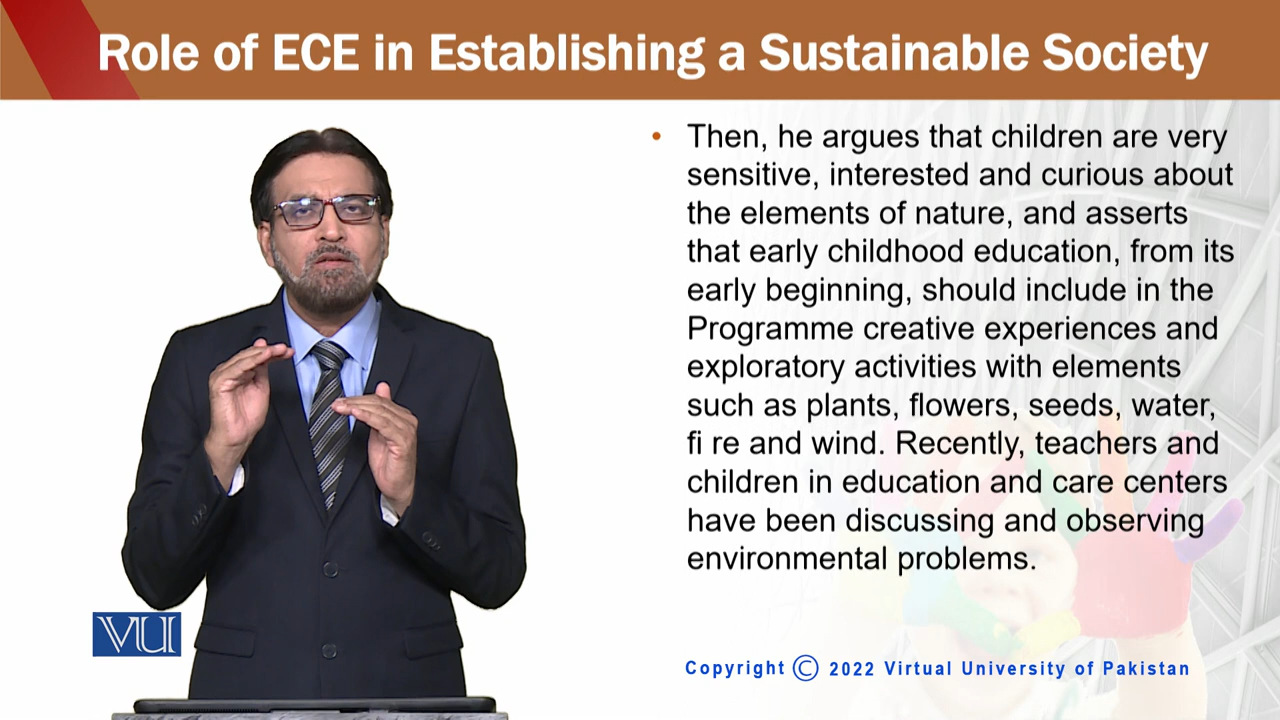 Role of ECE in Establishing a Sustainable Society
• Then, he argues that children are very
sensitive, interested and curious about
the elements of nature, and asserts
that early childhood education, from its
early beginning, should include in the
Programme creative experiences and
exploratory activities with elements
such as plants, flowers, seeds, water,
fi re and wind. Recently, teachers and
children in education and care centers
have been discussing and observing
environmental problems.
VU
Copyright © 2022 Virtual University of Pakistan